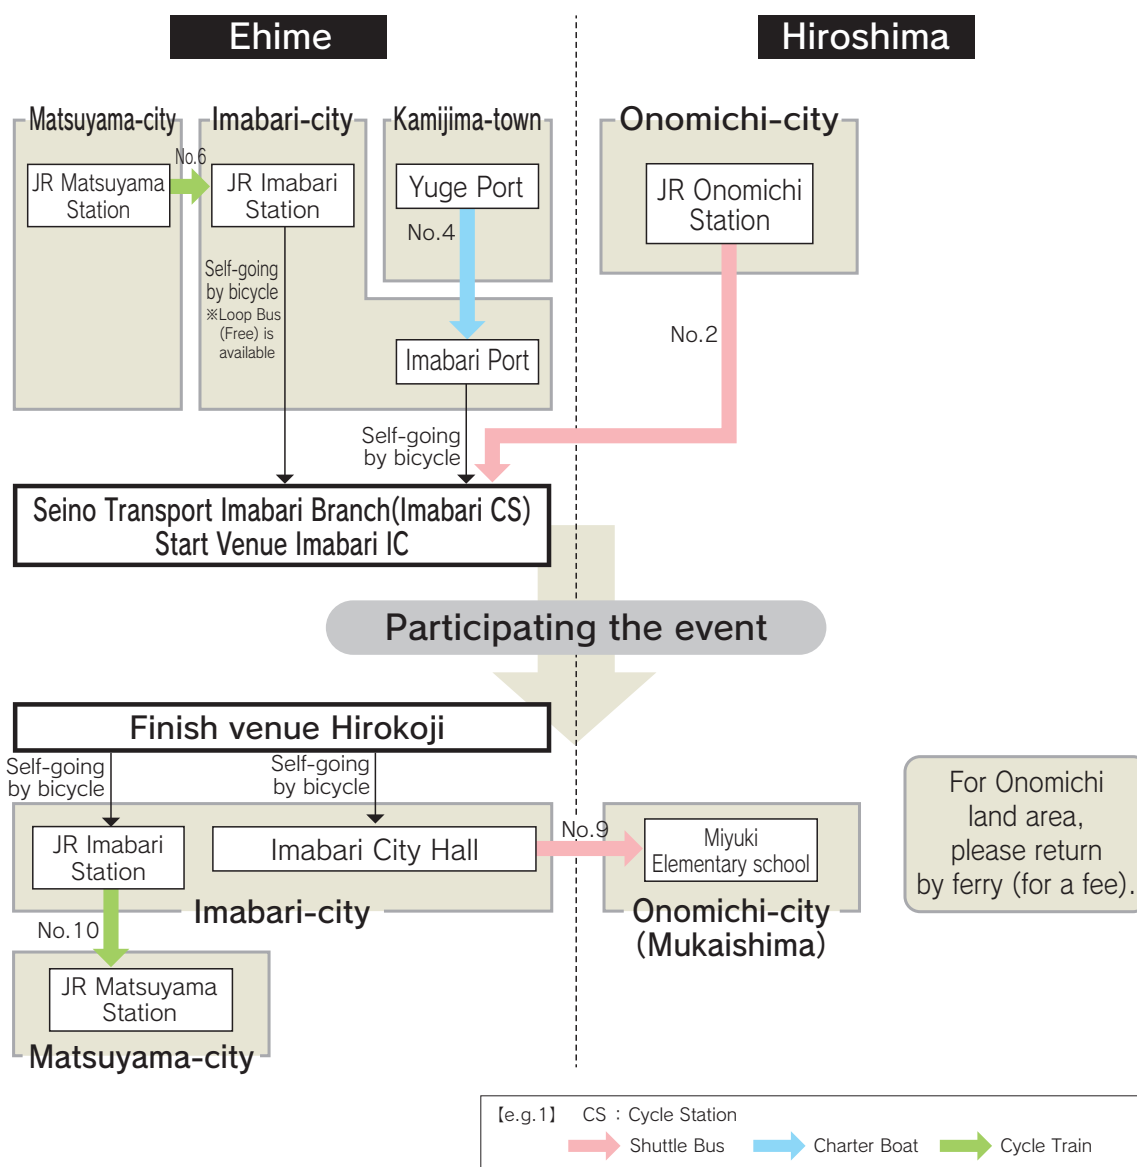 Ehime
Hiroshima
Matsuyama-city
Imabari-city
Kamijima-town
Onomichi-city
No.6
JR Matsuyama
Station
JR Imabari
Station
Yuge Port
JR Onomichi
Station
No.4
Self-going
by bicycle
※Loop Bus
(Free) is
available
No.2
Imabari Port
Self-going
by bicycle
Seino Transport Imabari Branch(Imabari CS)
Start Venue Imabari IC
Participating the event
Finish venue Hirokoji
Self-going
by bicycle
Self-going
by bicycle
JR Imabari
Station
Imabari City Hall
No.9
Miyuki
Elementary school
For Onomichi
land area,
please return
by ferry (for a fee).
Imabari-city
Onomichi-city
(Mukaishima)
No.10
JR Matsuyama
Station
Matsuyama-city
【e.g.1】 CS : Cycle Station
Shuttle Bus
Charter Boat
Cycle Train